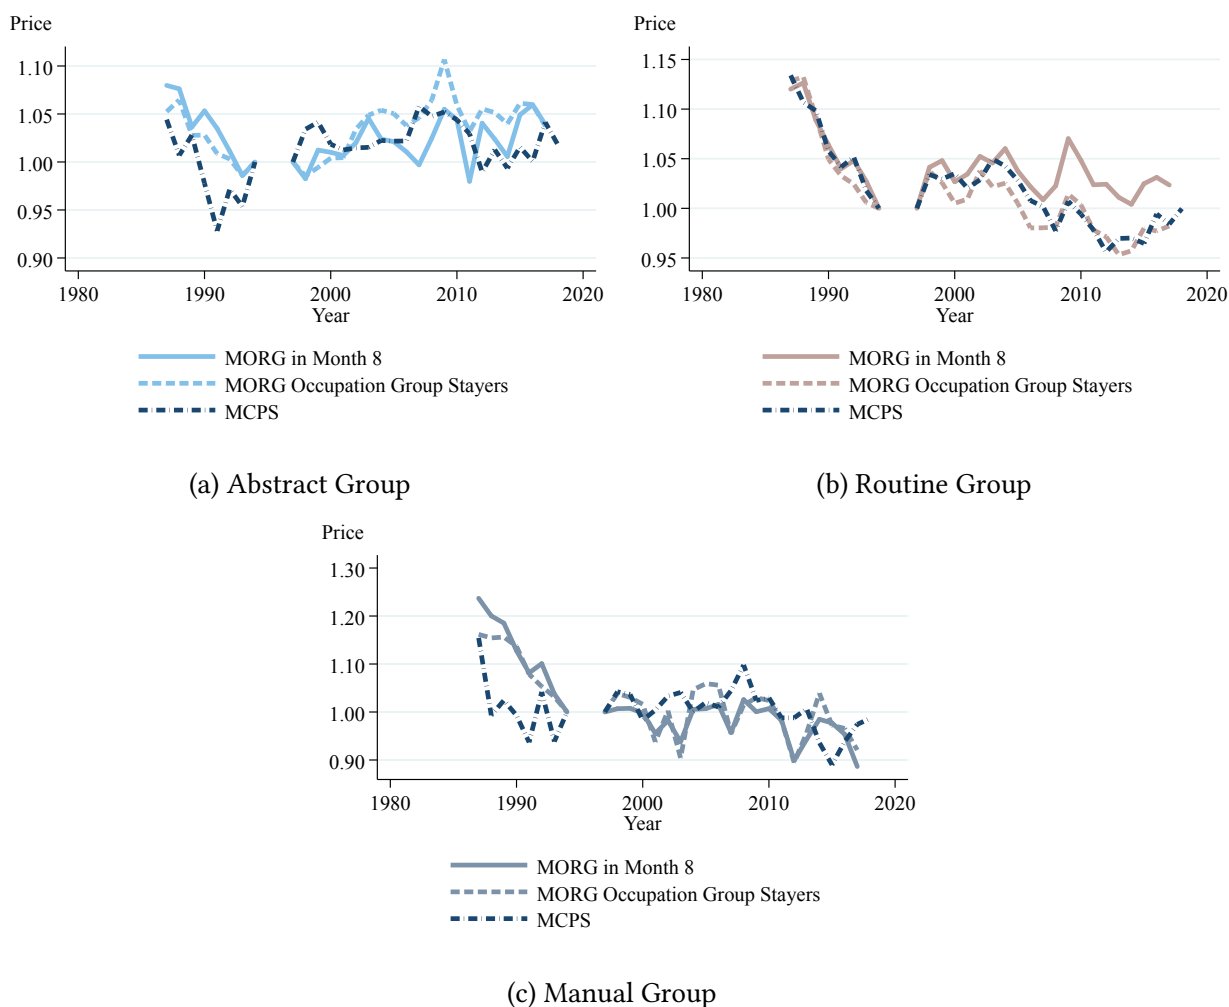 Price
1.10
1.05
1.00
0.95
0.90
1980 1990 2000 2010 2020
Year
MORG in Month 8
MORG Occupation Group Stayers
MCPS
(a) Abstract Group
Price
1.15
1.10
1.05
1.00
0.95
1980 1990 2000 2010 2020
Year
MORG in Month 8
MORG Occupation Group Stayers
MCPS
(b) Routine Group
Price
1.30
1.20
1.10
1.00
0.90
1980 1990 2000 2010 2020
Year
MORG in Month 8
MORG Occupation Group Stayers
MCPS
(c) Manual Group